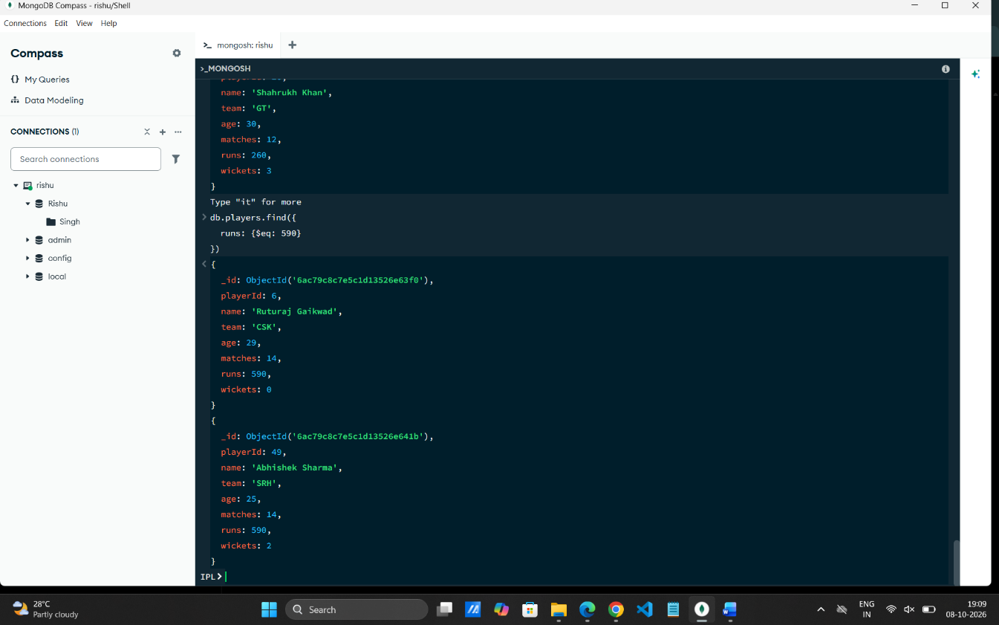 MongoDB Compass - rishu/Shell
Connections Edit View Help
Compass
My Queries
Data Modeling
CONNECTIONS (1)
Search connections
rishu
Rishu
Singh
admin
config
local
>_ mongosh: rishu
>_MONGOSH
name: 'Shahrukh Khan',
team: 'GT',
age: 30,
matches: 12,
runs: 260,
wickets: 3
}
Type "it" for more
> db.players.find({
runs: {$eq: 590}
})
< {
_id: ObjectId('6ac79c8c7e5c1d13526e63f0'),
playerId: 6,
name: 'Ruturaj Gaikwad',
team: 'CSK',
age: 29,
matches: 14,
runs: 590,
wickets: 0
}
{
_id: ObjectId('6ac79c8c7e5c1d13526e641b'),
playerId: 49,
name: 'Abhishek Sharma',
team: 'SRH',
age: 25,
matches: 14,
runs: 590,
wickets: 2
}
IPL>
28°C
Partly cloudy
Search
ENG
IN
19:09
08-10-2026